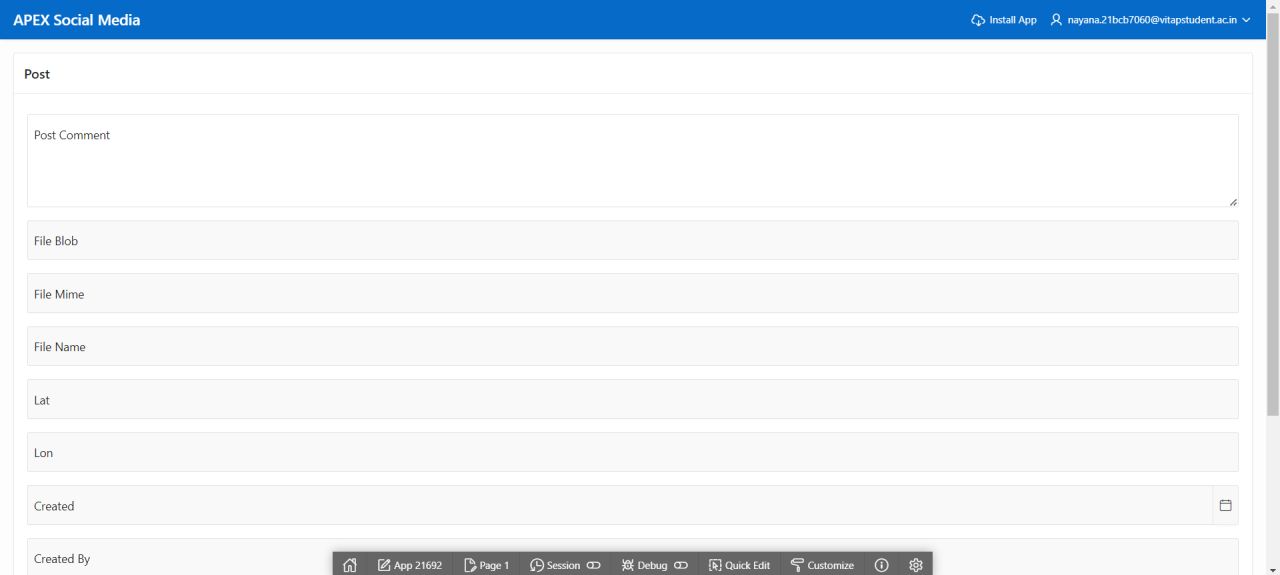 APEX Social Media
Install App
nayana.21bcb7060@vitapstudent.ac.in
Post
Post Comment
File Blob
File Mime
File Name
Lat
Lon
Created
Created By
App 21692 Page 1 Session Debug Quick Edit Customize